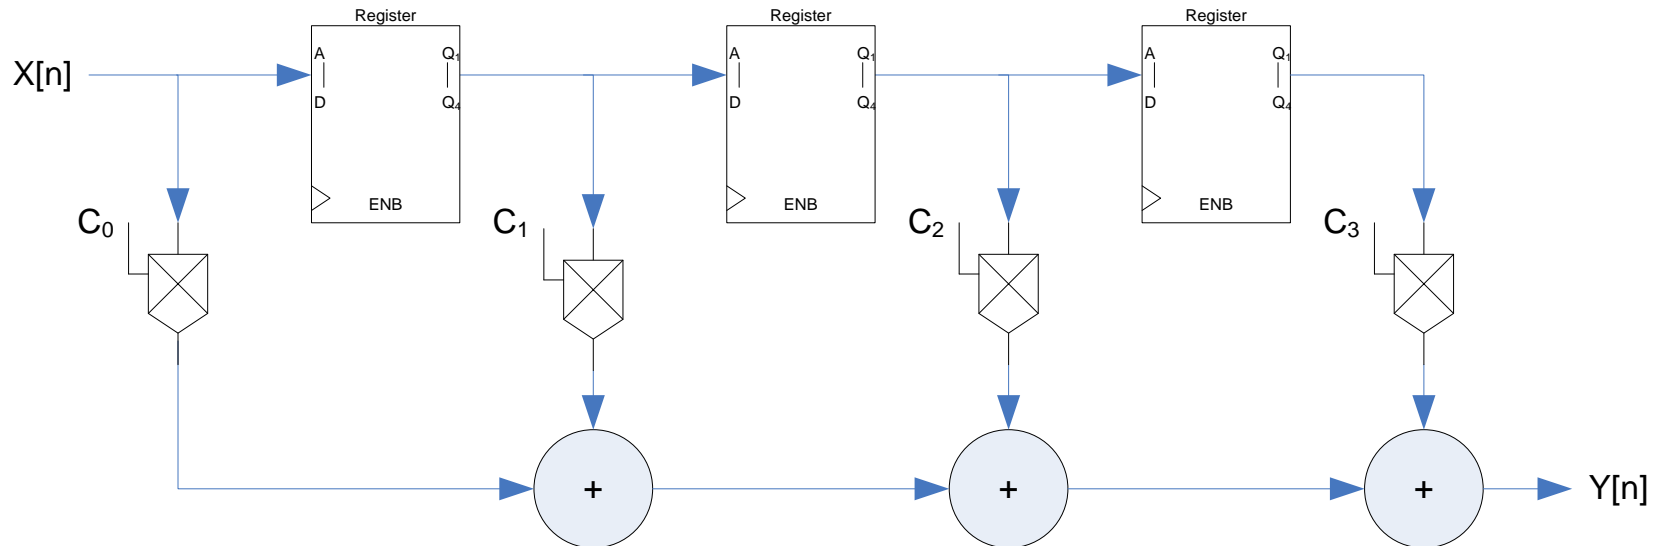 Register Register Register
A Q₁ A Q₁ A Q₁
X[n]
D Q₄ D Q₄ D Q₄
ENB ENB ENB
C₀ C₁ C₂ C₃
+ + + Y[n]